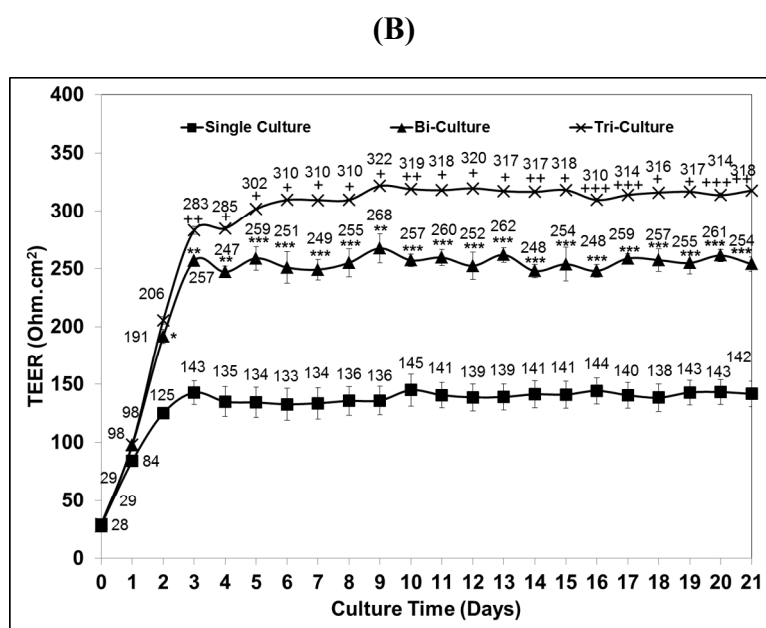 (B)
TEER (Ohm.cm²)
400
350
300
250
200
150
100
50
0
Single Culture Bi-Culture Tri-Culture
283 285 302 310 310 310 322 319 318 320 317 317 318 310 314 316 317 314 318
++ + + + + + + ++ + + + ++ + +++ +++ + + +++ ++
** ** *** *** *** *** ** *** *** *** *** *** *** *** *** *** *** *** ***
257 247 259 251 249 255 268 257 260 252 262 248 254 248 259 257 255 261 254
206
191 *
143 135 134 133 134 136 136 145 141 139 139 141 141 144 140 138 143 143 142
125
98
98
84
29
29
28
0 1 2 3 4 5 6 7 8 9 10 11 12 13 14 15 16 17 18 19 20 21
Culture Time (Days)